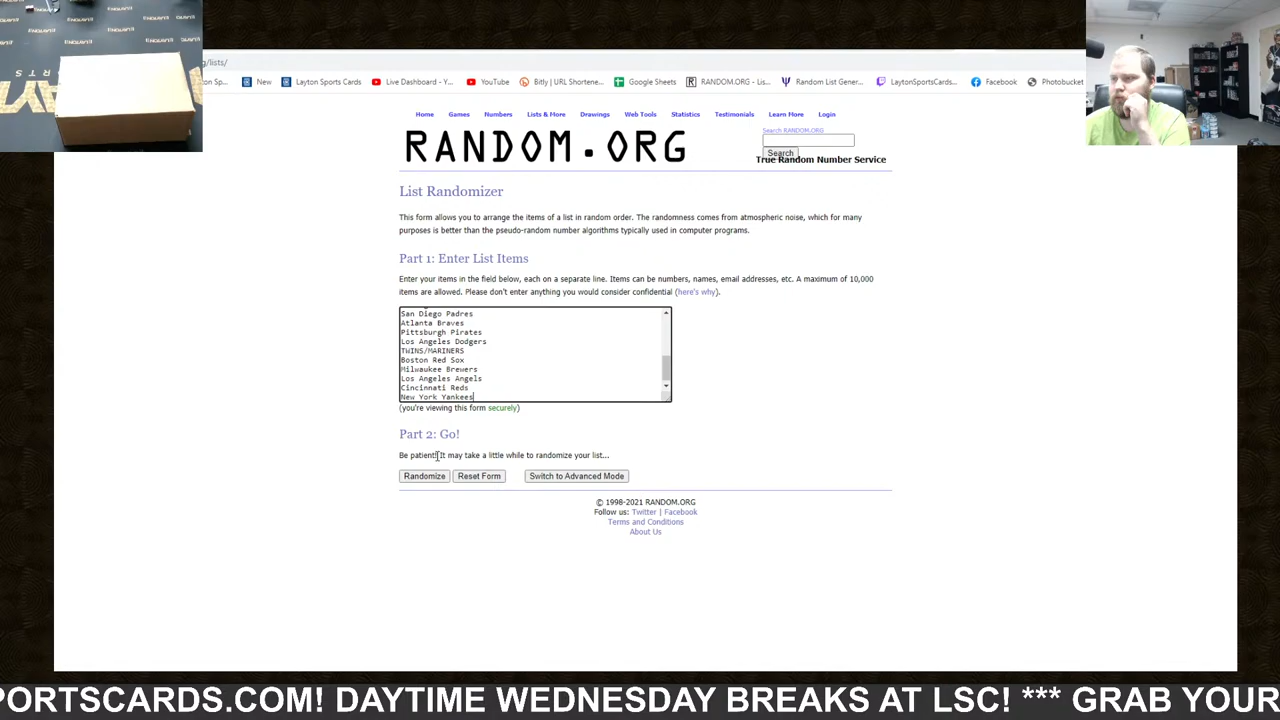 g/lists/
on Sp...
New
Layton Sports Cards
Live Dashboard - Y...
YouTube
Bitly | URL Shortene...
Google Sheets
RANDOM.ORG - Lis...
Random List Gener...
LaytonSportsCards...
Facebook
Photobucket
Home Games Numbers Lists & More Drawings Web Tools Statistics Testimonials Learn More Login
RANDOM.ORG
Search RANDOM.ORG
Search
True Random Number Service
List Randomizer
This form allows you to arrange the items of a list in random order. The randomness comes from atmospheric noise, which for many
purposes is better than the pseudo-random number algorithms typically used in computer programs.
Part 1: Enter List Items
Enter your items in the field below, each on a separate line. Items can be numbers, names, email addresses, etc. A maximum of 10,000
items are allowed. Please don't enter anything you would consider confidential (here's why).
San Diego Padres
Atlanta Braves
Pittsburgh Pirates
Los Angeles Dodgers
TWINS/MARINERS
Boston Red Sox
Milwaukee Brewers
Los Angeles Angels
Cincinnati Reds
New York Yankees
(you're viewing this form securely)
Part 2: Go!
Be patient! It may take a little while to randomize your list...
Randomize Reset Form Switch to Advanced Mode
© 1998-2021 RANDOM.ORG
Follow us: Twitter | Facebook
Terms and Conditions
About Us
PORTSCARDS.COM! DAYTIME WEDNESDAY BREAKS AT LSC! *** GRAB YOUR